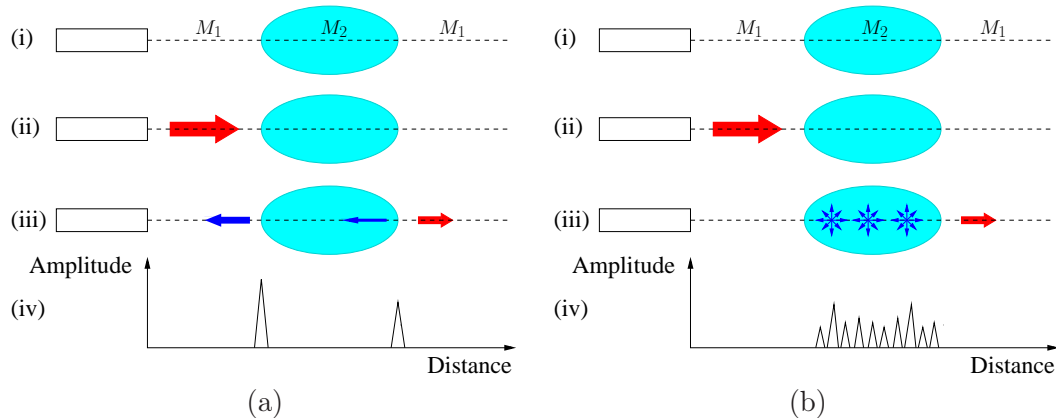 (i) M₁ M₂ M₁
(ii)
(iii)
Amplitude
(iv)
Distance
(a)
(i) M₁ M₂ M₁
(ii)
(iii)
Amplitude
(iv)
Distance
(b)